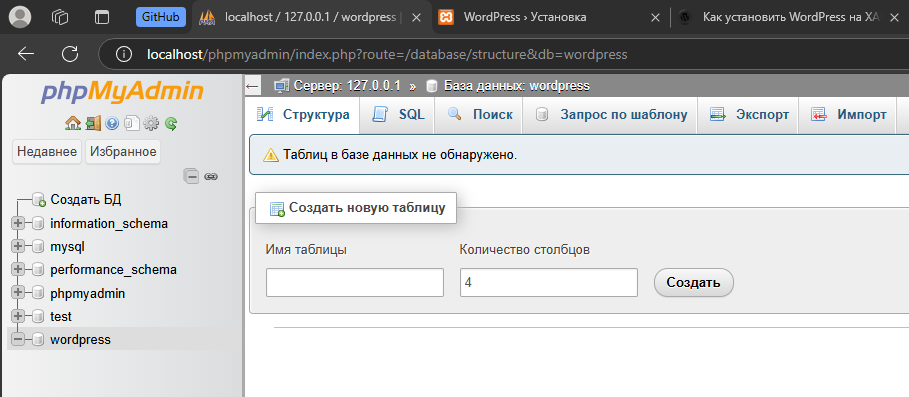 GitHub
localhost / 127.0.0.1 / wordpress |
WordPress › Установка
Как установить WordPress на XA
localhost/phpmyadmin/index.php?route=/database/structure&db=wordpress
phpMyAdmin
Недавнее
Избранное
Создать БД
information_schema
mysql
performance_schema
phpmyadmin
test
wordpress
Сервер: 127.0.0.1 » База данных: wordpress
Структура
SQL
Поиск
Запрос по шаблону
Экспорт
Импорт
Таблиц в базе данных не обнаружено.
Создать новую таблицу
Имя таблицы
Количество столбцов
4
Создать